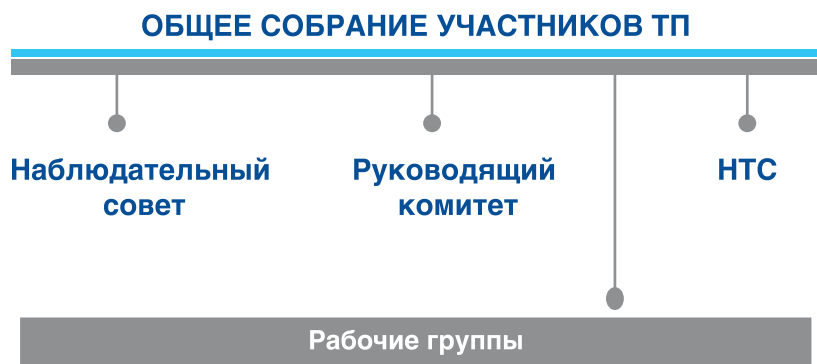 ОБЩЕЕ СОБРАНИЕ УЧАСТНИКОВ ТП
Наблюдательный
совет
Руководящий
комитет
НТС
Рабочие группы